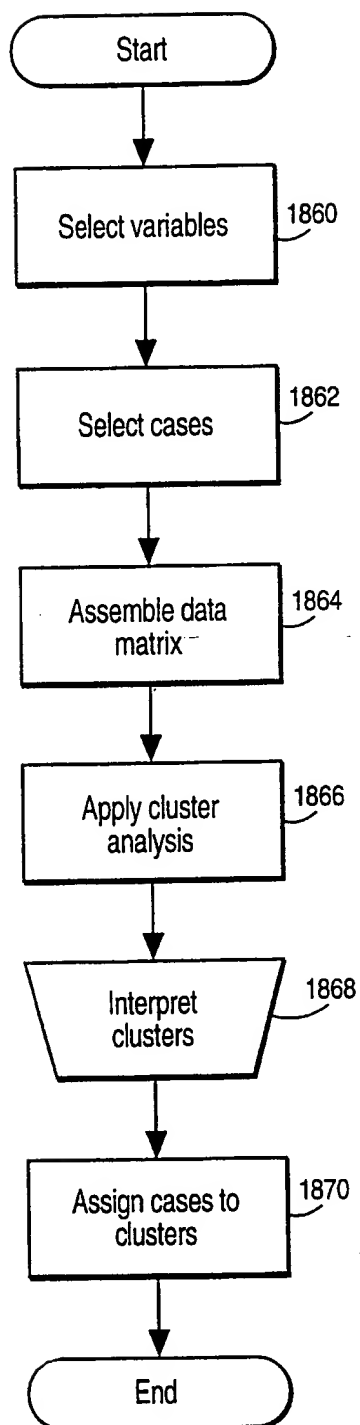 Start
Select variables
1860
Select cases
1862
Assemble data
matrix
1864
Apply cluster
analysis
1866
Interpret
clusters
1868
Assign cases to
clusters
1870
End